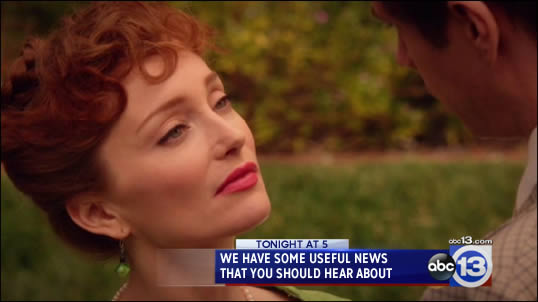 TONIGHT AT 5
WE HAVE SOME USEFUL NEWS
THAT YOU SHOULD HEAR ABOUT
abc13.com
abc 13